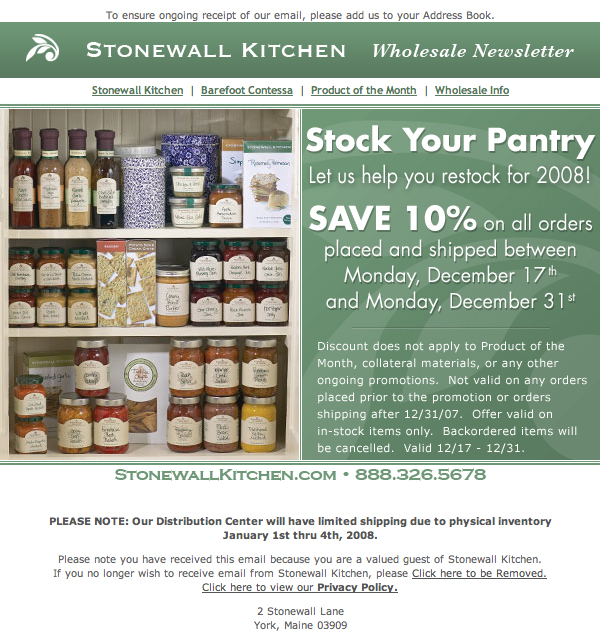 To ensure ongoing receipt of our email, please add us to your Address Book.
Stonewall Kitchen Wholesale Newsletter
Stonewall Kitchen | Barefoot Contessa | Product of the Month | Wholesale Info
Stock Your Pantry
Let us help you restock for 2008!
SAVE 10% on all orders
placed and shipped between
Monday, December 17th
and Monday, December 31st
Discount does not apply to Product of the
Month, collateral materials, or any other
ongoing promotions.  Not valid on any orders
placed prior to the promotion or orders
shipping after 12/31/07.  Offer valid on
in-stock items only.  Backordered items will
be cancelled.  Valid 12/17 - 12/31.
StonewallKitchen.com • 888.326.5678
PLEASE NOTE: Our Distribution Center will have limited shipping due to physical inventory
January 1st thru 4th, 2008.
Please note you have received this email because you are a valued guest of Stonewall Kitchen.
If you no longer wish to receive email from Stonewall Kitchen, please Click here to be Removed.
Click here to view our Privacy Policy.
2 Stonewall Lane
York, Maine 03909